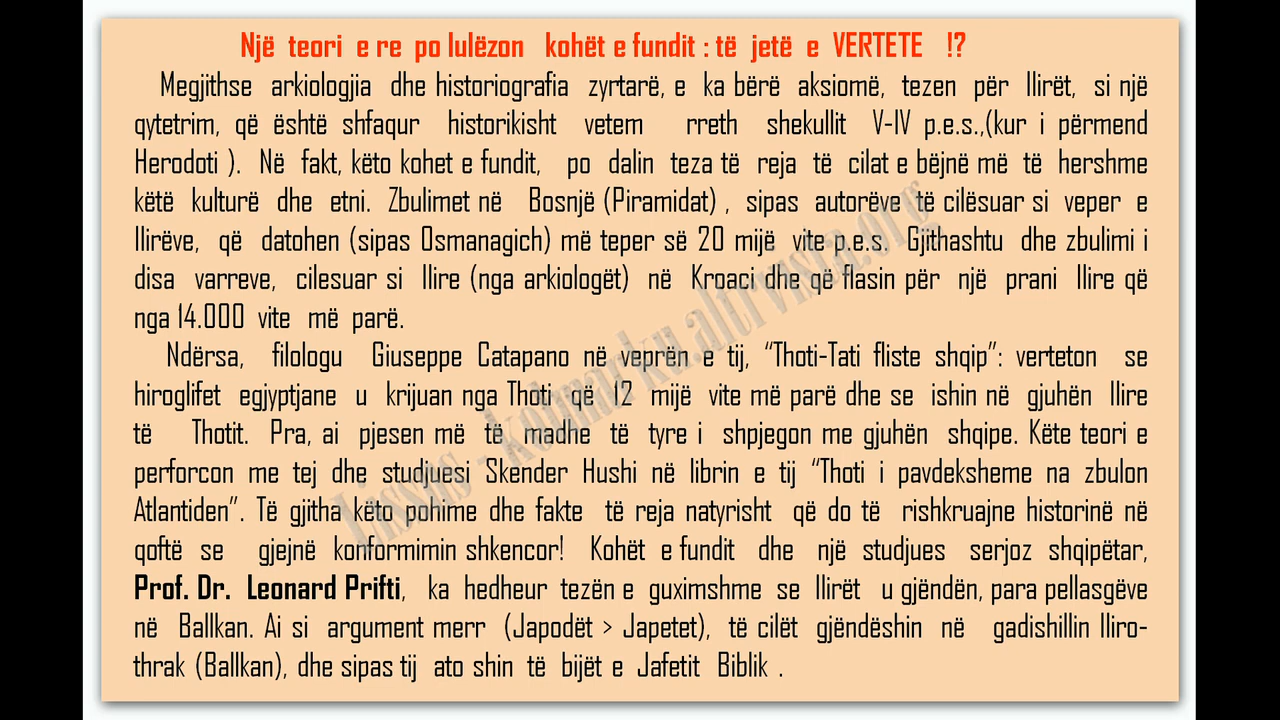 Një teori e re po lulëzon kohët e fundit : të jetë e VERTETE !?
Megjithse arkiologjia dhe historiografia zyrtarë, e ka bërë aksiomë, tezen për Ilirët, si një
qytetrim, që është shfaqur historikisht vetem rreth shekullit V-IV p.e.s.,(kur i përmend
Herodoti ). Në fakt, këto kohet e fundit, po dalin teza të reja të cilat e bëjnë më të hershme
këtë kulturë dhe etni. Zbulimet në Bosnjë (Piramidat) , sipas autorëve të cilësuar si veper e
Ilirëve, që datohen (sipas Osmanagich) më teper së 20 mijë vite p.e.s. Gjithashtu dhe zbulimi i
disa varreve, cilesuar si Ilire (nga arkiologët) në Kroaci dhe që flasin për një prani Ilire që
nga 14.000 vite më parë.
Ndërsa, filologu Giuseppe Catapano në veprën e tij, “Thoti-Tati fliste shqip”: verteton se
hiroglifet egjyptjane u krijuan nga Thoti që 12 mijë vite më parë dhe se ishin në gjuhën Ilire
të Thotit. Pra, ai pjesen më të madhe të tyre i shpjegon me gjuhën shqipe. Këte teori e
perforcon me tej dhe studjuesi Skender Hushi në librin e tij “Thoti i pavdeksheme na zbulon
Atlantiden”. Të gjitha këto pohime dhe fakte të reja natyrisht që do të rishkruajne historinë në
qoftë se gjejnë konformimin shkencor! Kohët e fundit dhe një studjues serjoz shqipëtar,
Prof. Dr. Leonard Prifti, ka hedheur tezën e guximshme se Ilirët u gjëndën, para pellasgëve
në Ballkan. Ai si argument merr (Japodët > Japetet), të cilët gjëndëshin në gadishillin Iliro-
thrak (Ballkan), dhe sipas tij ato shin të bijët e Jafetit Biblik .
Lissus - kolmarku.altrvista.org